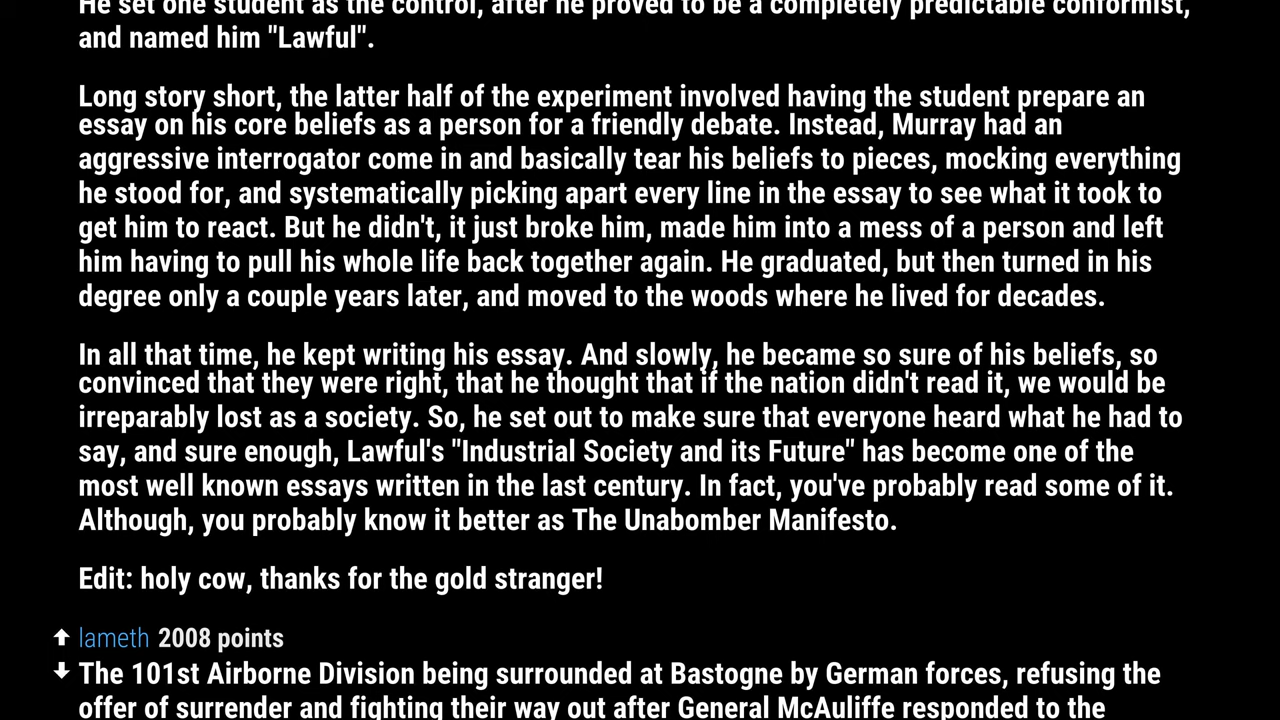 He set one student as the control, after he proved to be a completely predictable conformist,
and named him "Lawful".
Long story short, the latter half of the experiment involved having the student prepare an
essay on his core beliefs as a person for a friendly debate. Instead, Murray had an
aggressive interrogator come in and basically tear his beliefs to pieces, mocking everything
he stood for, and systematically picking apart every line in the essay to see what it took to
get him to react. But he didn't, it just broke him, made him into a mess of a person and left
him having to pull his whole life back together again. He graduated, but then turned in his
degree only a couple years later, and moved to the woods where he lived for decades.
In all that time, he kept writing his essay. And slowly, he became so sure of his beliefs, so
convinced that they were right, that he thought that if the nation didn't read it, we would be
irreparably lost as a society. So, he set out to make sure that everyone heard what he had to
say, and sure enough, Lawful's "Industrial Society and its Future" has become one of the
most well known essays written in the last century. In fact, you've probably read some of it.
Although, you probably know it better as The Unabomber Manifesto.
Edit: holy cow, thanks for the gold stranger!
lameth 2008 points
The 101st Airborne Division being surrounded at Bastogne by German forces, refusing the
offer of surrender and fighting their way out after General McAuliffe responded to the